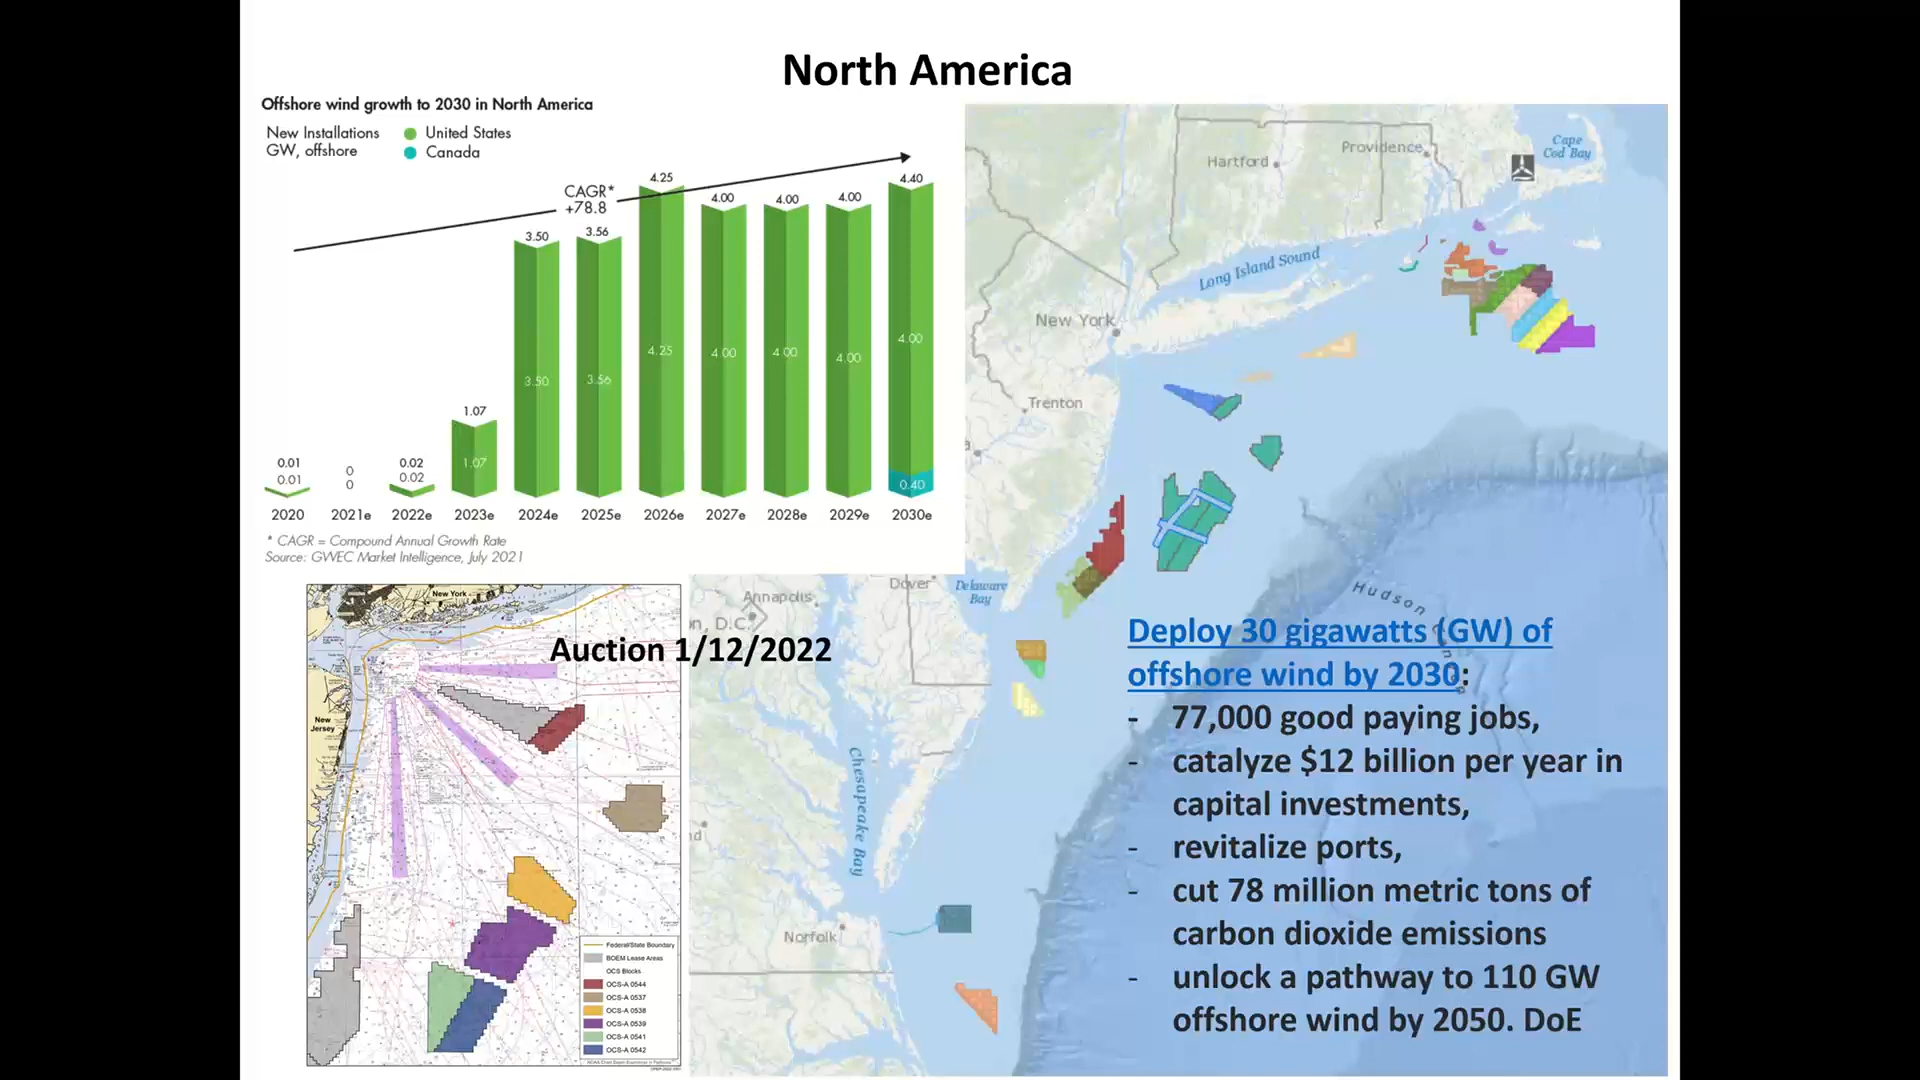 North America
Offshore wind growth to 2030 in North America
New Installations
GW, offshore
United States
Canada
CAGR*
+78.8
0.01
0.01
0
0
0.02
0.02
1.07
1.07
3.50
3.50
3.56
3.56
4.25
4.25
4.00
4.00
4.00
4.00
4.00
4.00
4.40
4.00
0.40
2020 2021e 2022e 2023e 2024e 2025e 2026e 2027e 2028e 2029e 2030e
* CAGR = Compound Annual Growth Rate
Source: GWEC Market Intelligence, July 2021
Hartford
Providence
Cape
Cod Bay
Long Island Sound
New York
Trenton
Dover
Delaware
Bay
Annapolis
D.C.
Chesapeake Bay
Norfolk
Hudson
Auction 1/12/2022
New York
New
Jersey
Federal/State Boundary
BOEM Lease Areas
OCS Blocks
OCS-A 0544
OCS-A 0537
OCS-A 0538
OCS-A 0539
OCS-A 0541
OCS-A 0542
Deploy 30 gigawatts (GW) of
offshore wind by 2030:
- 77,000 good paying jobs,
- catalyze $12 billion per year in
capital investments,
- revitalize ports,
- cut 78 million metric tons of
carbon dioxide emissions
- unlock a pathway to 110 GW
offshore wind by 2050. DoE